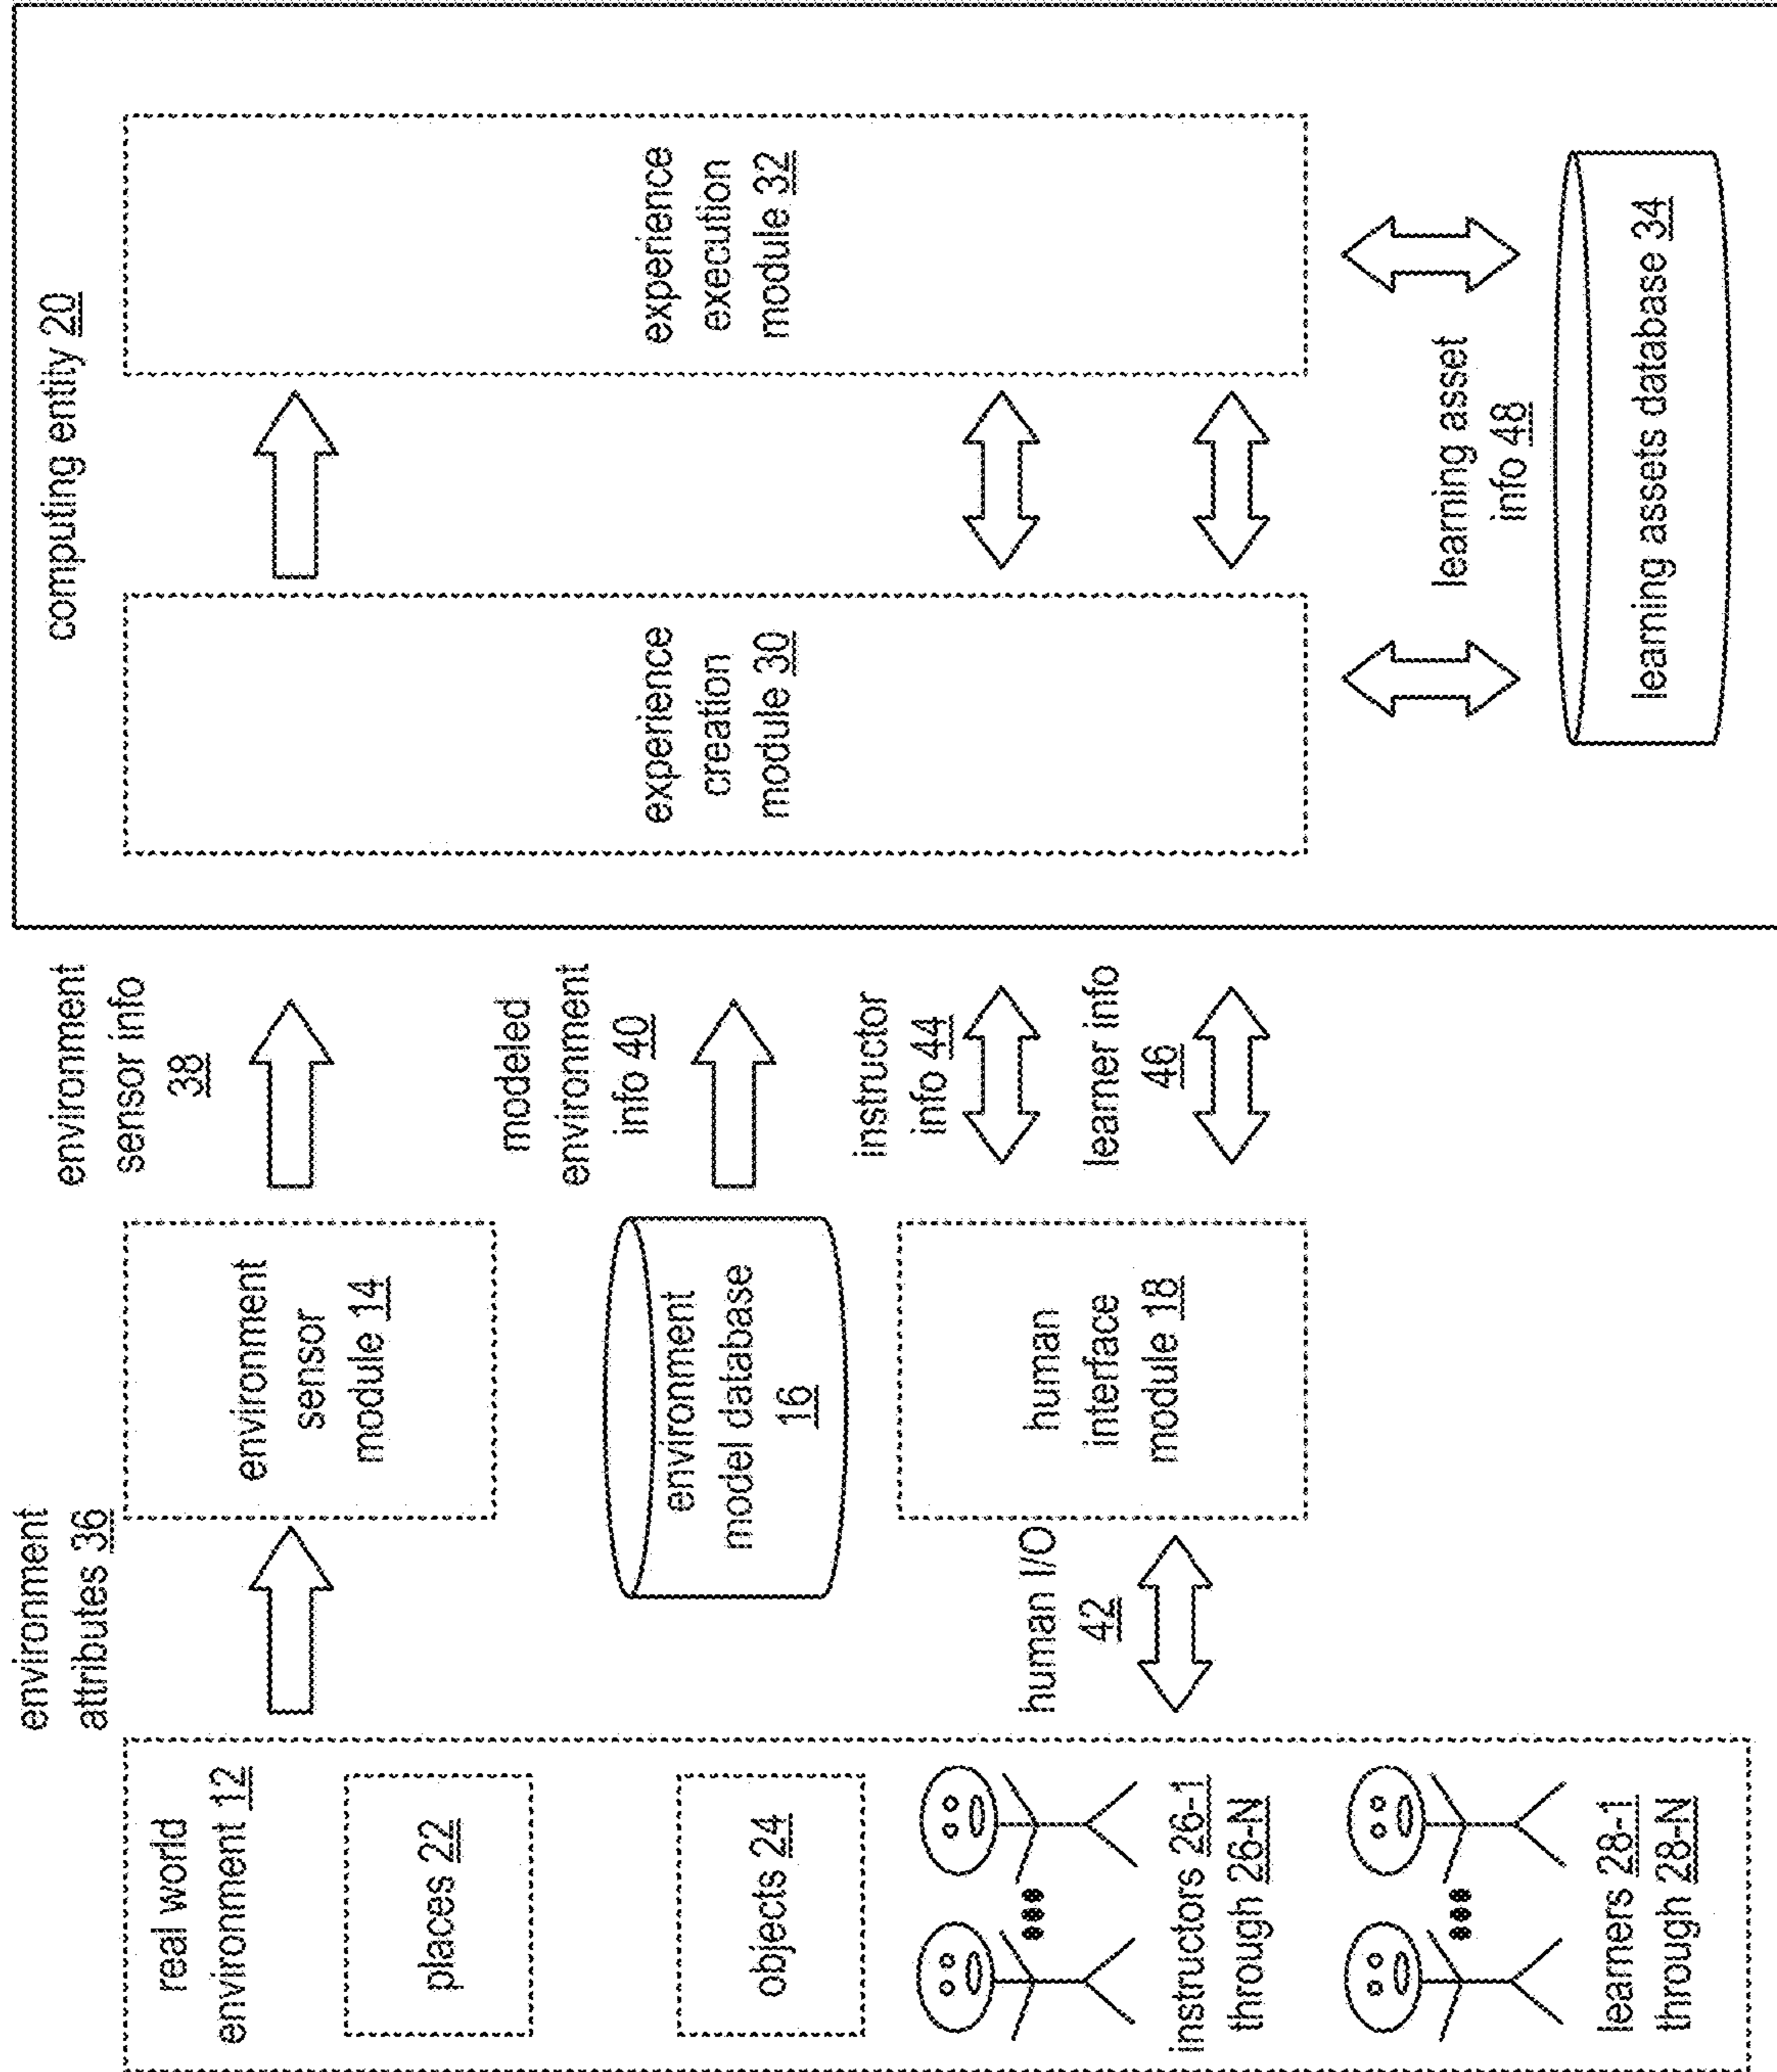 real world
environment 12
places 22
objects 24
instructors 26-1
through 26-N
learners 28-1
through 28-N
environment
attributes 36
human I/O
42
environment
sensor
module 14
environment
model database
16
human
interface
module 18
environment
sensor info
38
modeled
environment
info 40
instructor
info 44
learner info
46
computing entity 20
experience
creation
module 30
experience
execution
module 32
learning asset
info 48
learning assets database 34